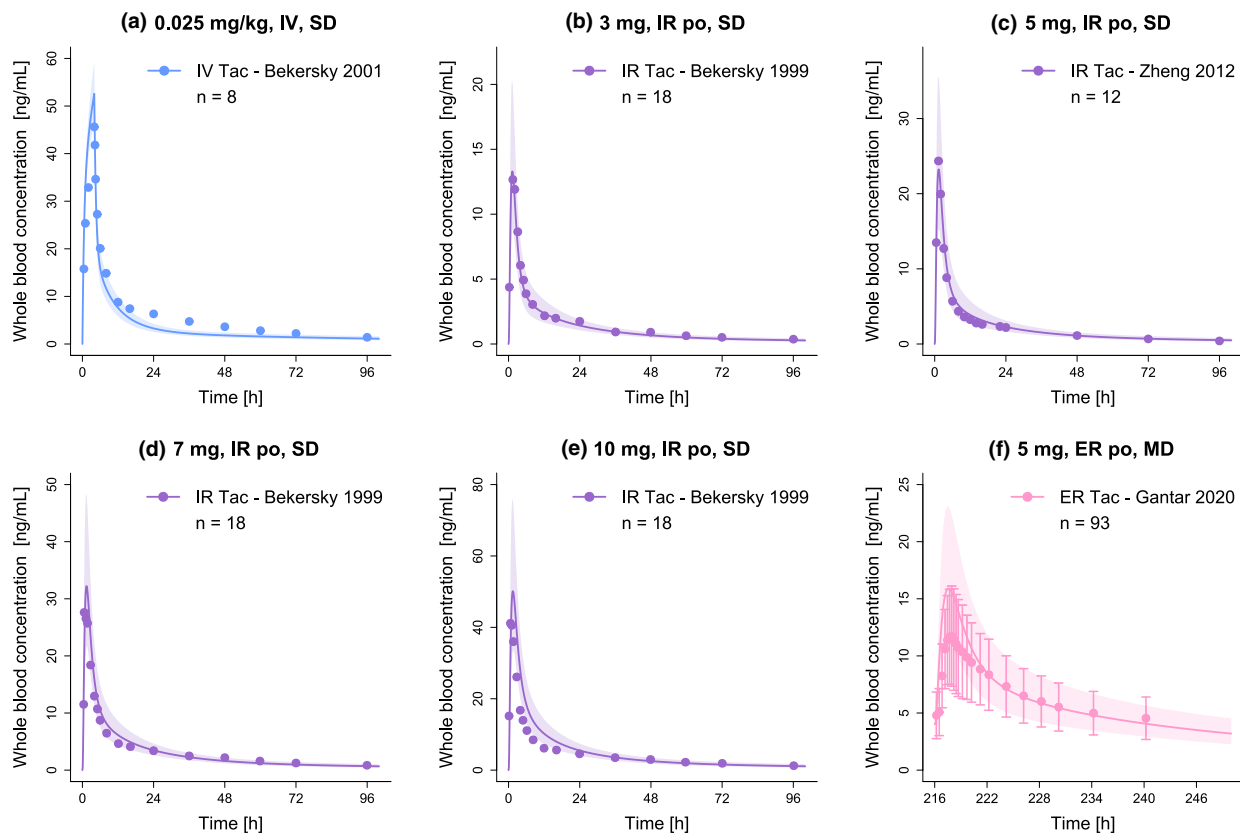 (a) 0.025 mg/kg, IV, SD
Whole blood concentration [ng/mL]
60
50
40
30
20
10
0
IV Tac - Bekersky 2001
n = 8
0 24 48 72 96
Time [h]
(b) 3 mg, IR po, SD
Whole blood concentration [ng/mL]
20
15
10
5
0
IR Tac - Bekersky 1999
n = 18
0 24 48 72 96
Time [h]
(c) 5 mg, IR po, SD
Whole blood concentration [ng/mL]
30
20
10
0
IR Tac - Zheng 2012
n = 12
0 24 48 72 96
Time [h]
(d) 7 mg, IR po, SD
Whole blood concentration [ng/mL]
50
40
30
20
10
0
IR Tac - Bekersky 1999
n = 18
0 24 48 72 96
Time [h]
(e) 10 mg, IR po, SD
Whole blood concentration [ng/mL]
80
60
40
20
0
IR Tac - Bekersky 1999
n = 18
0 24 48 72 96
Time [h]
(f) 5 mg, ER po, MD
Whole blood concentration [ng/mL]
25
20
15
10
5
0
ER Tac - Gantar 2020
n = 93
216 222 228 234 240 246
Time [h]